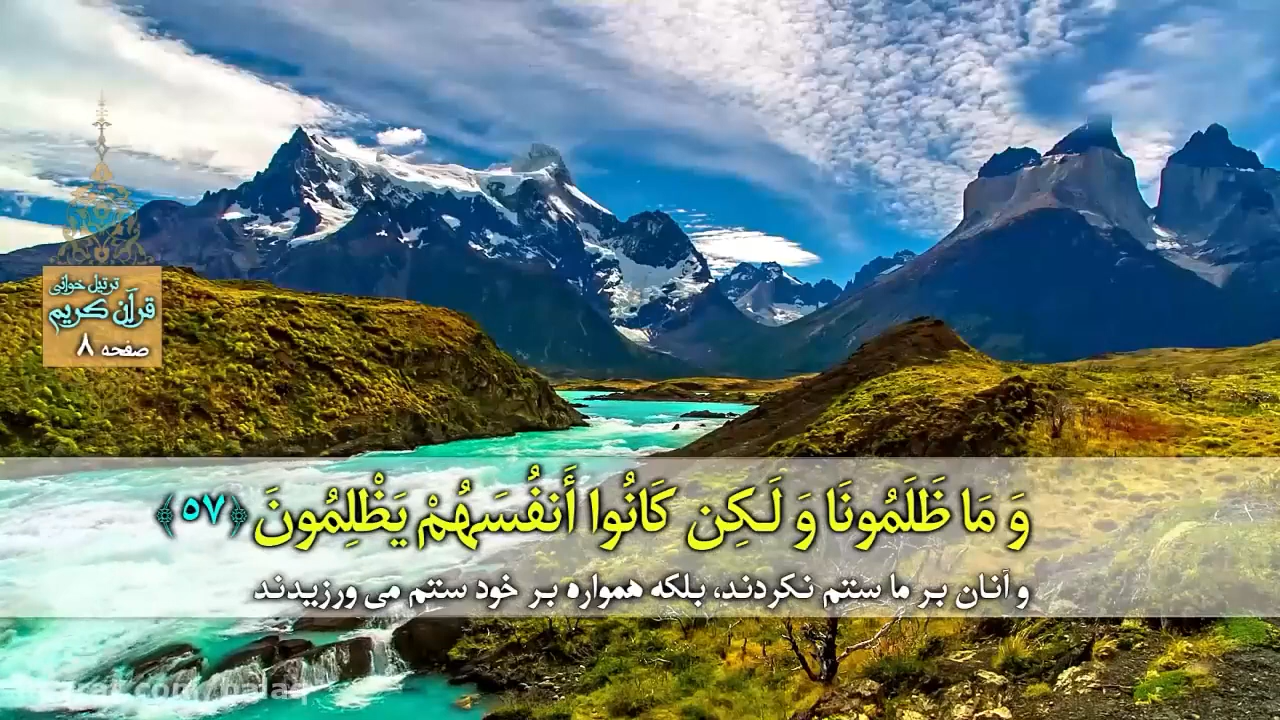 ترتیل خوانی
قرآن کریم
صفحه ۸
وَ مَا ظَلَمُونَا وَ لَـكِن كَانُوا أَنفُسَهُمْ يَظْلِمُونَ ﴿۵۷﴾
و آنان بر ما ستم نکردند، بلکه همواره بر خود ستم می ورزیدند